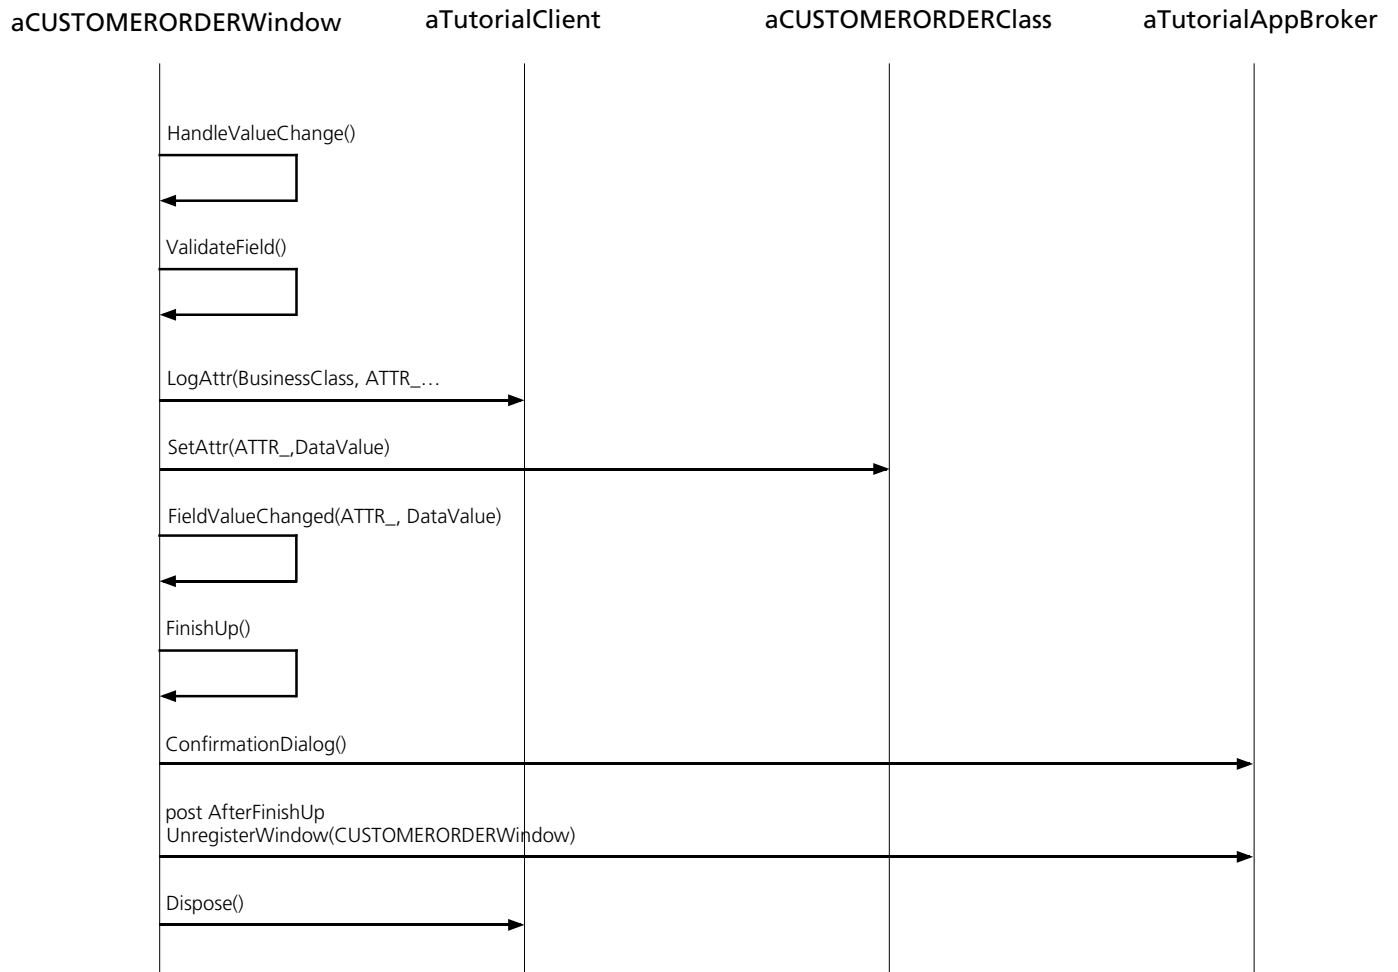 aCUSTOMERORDERWindow aTutorialClient aCUSTOMERORDERClass aTutorialAppBroker
HandleValueChange()
ValidateField()
LogAttr(BusinessClass, ATTR_…
SetAttr(ATTR_,DataValue)
FieldValueChanged(ATTR_, DataValue)
FinishUp()
ConfirmationDialog()
post AfterFinishUp
UnregisterWindow(CUSTOMERORDERWindow)
Dispose()